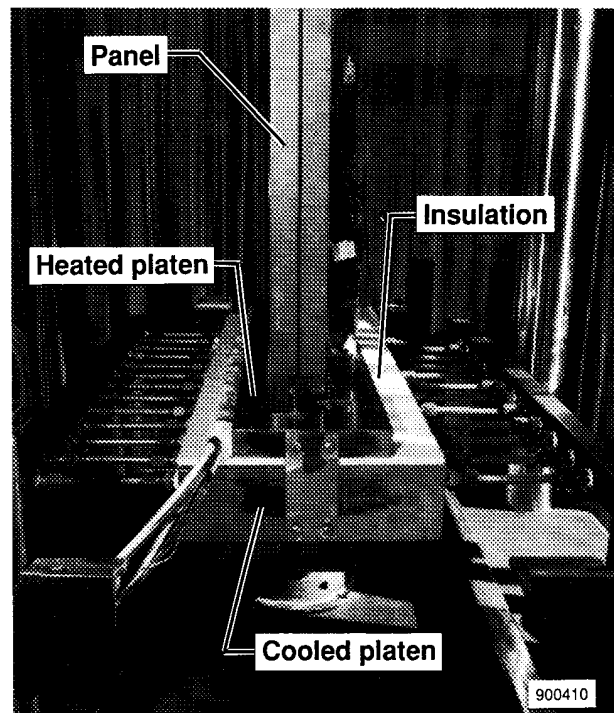 Panel
Insulation
Heated platen
Cooled platen
900410